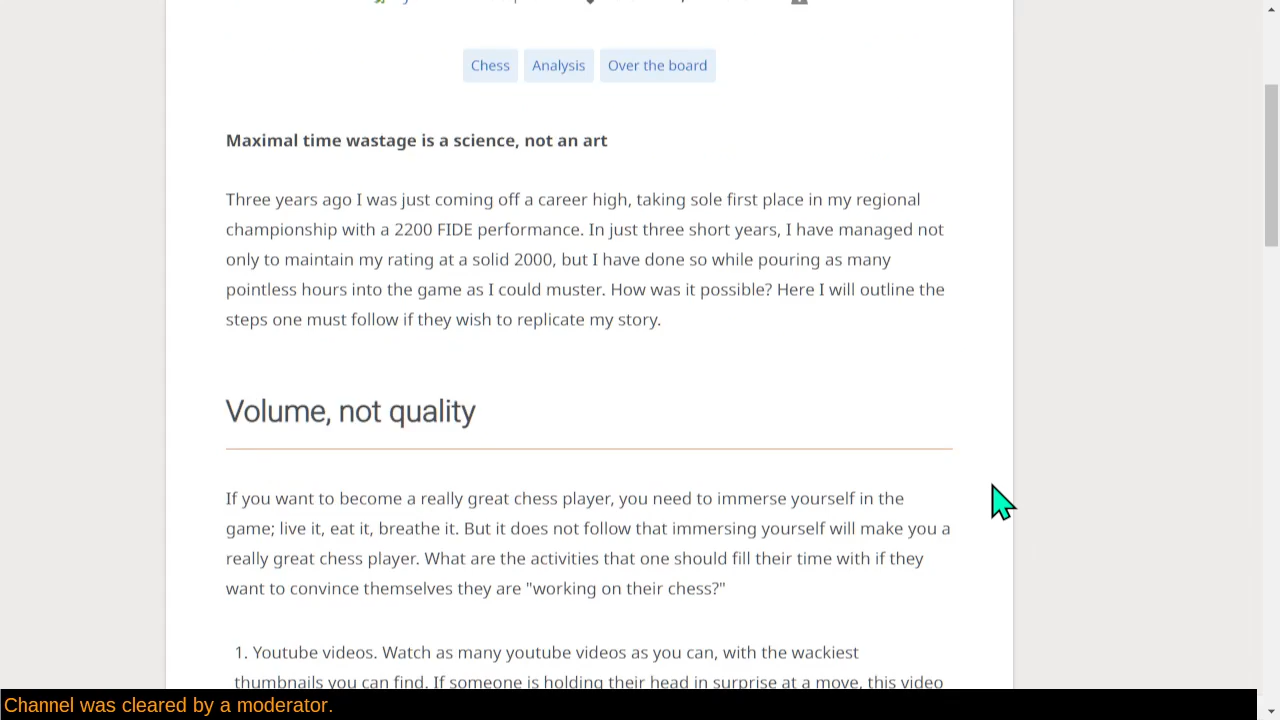 Chess Analysis Over the board
Maximal time wastage is a science, not an art
Three years ago I was just coming off a career high, taking sole first place in my regional
championship with a 2200 FIDE performance. In just three short years, I have managed not
only to maintain my rating at a solid 2000, but I have done so while pouring as many
pointless hours into the game as I could muster. How was it possible? Here I will outline the
steps one must follow if they wish to replicate my story.
Volume, not quality
If you want to become a really great chess player, you need to immerse yourself in the
game; live it, eat it, breathe it. But it does not follow that immersing yourself will make you a
really great chess player. What are the activities that one should fill their time with if they
want to convince themselves they are "working on their chess?"
1. Youtube videos. Watch as many youtube videos as you can, with the wackiest
thumbnails you can find. If someone is holding their head in surprise at a move, this video
Channel was cleared by a moderator.